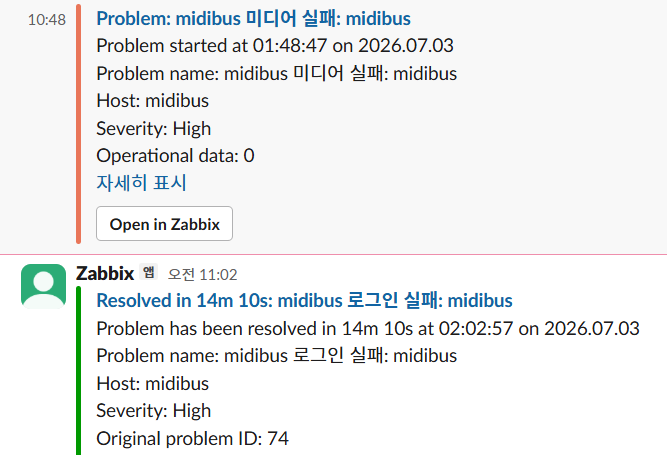 10:48
Problem: midibus 미디어 실패: midibus
Problem started at 01:48:47 on 2026.07.03
Problem name: midibus 미디어 실패: midibus
Host: midibus
Severity: High
Operational data: 0
자세히 표시
Open in Zabbix
Zabbix 앱 오전 11:02
Resolved in 14m 10s: midibus 로그인 실패: midibus
Problem has been resolved in 14m 10s at 02:02:57 on 2026.07.03
Problem name: midibus 로그인 실패: midibus
Host: midibus
Severity: High
Original problem ID: 74